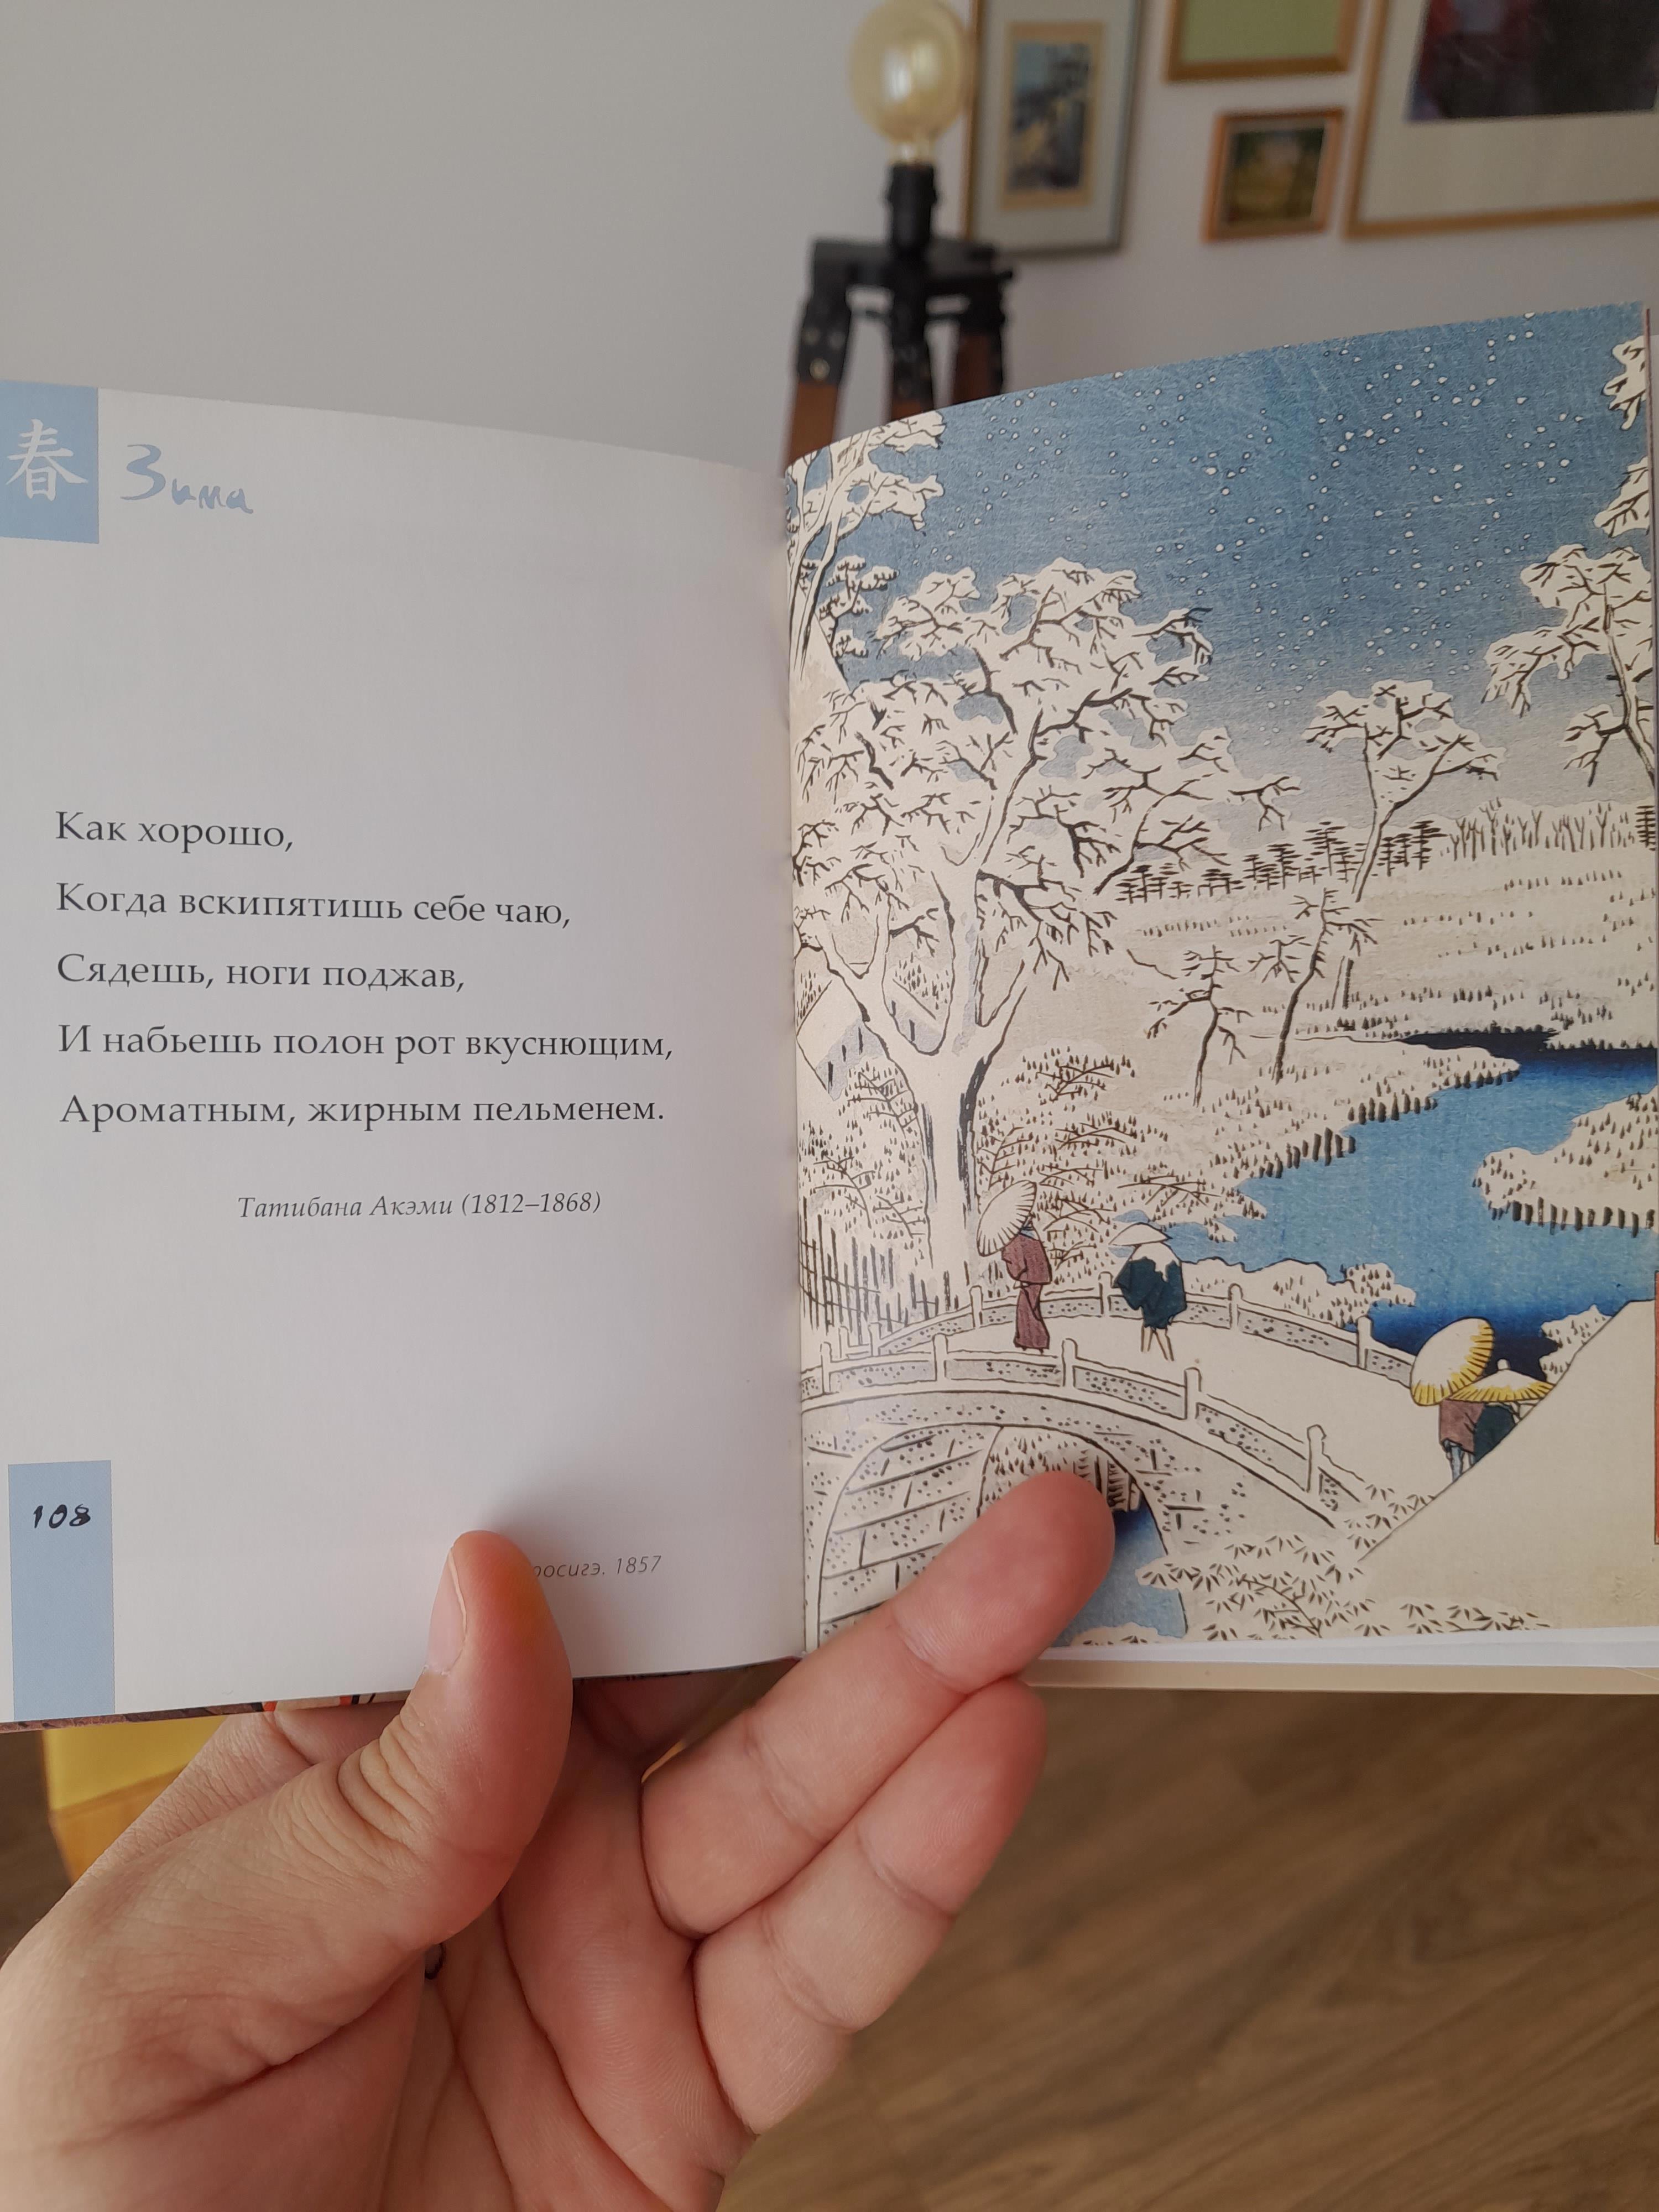 春 Зима
Как хорошо,
Когда вскипятишь себе чаю,
Сядешь, ноги поджав,
И набьешь полон рот вкуснющим,
Ароматным, жирным пельменем.
Татибана Акэми (1812–1868)
108
1857